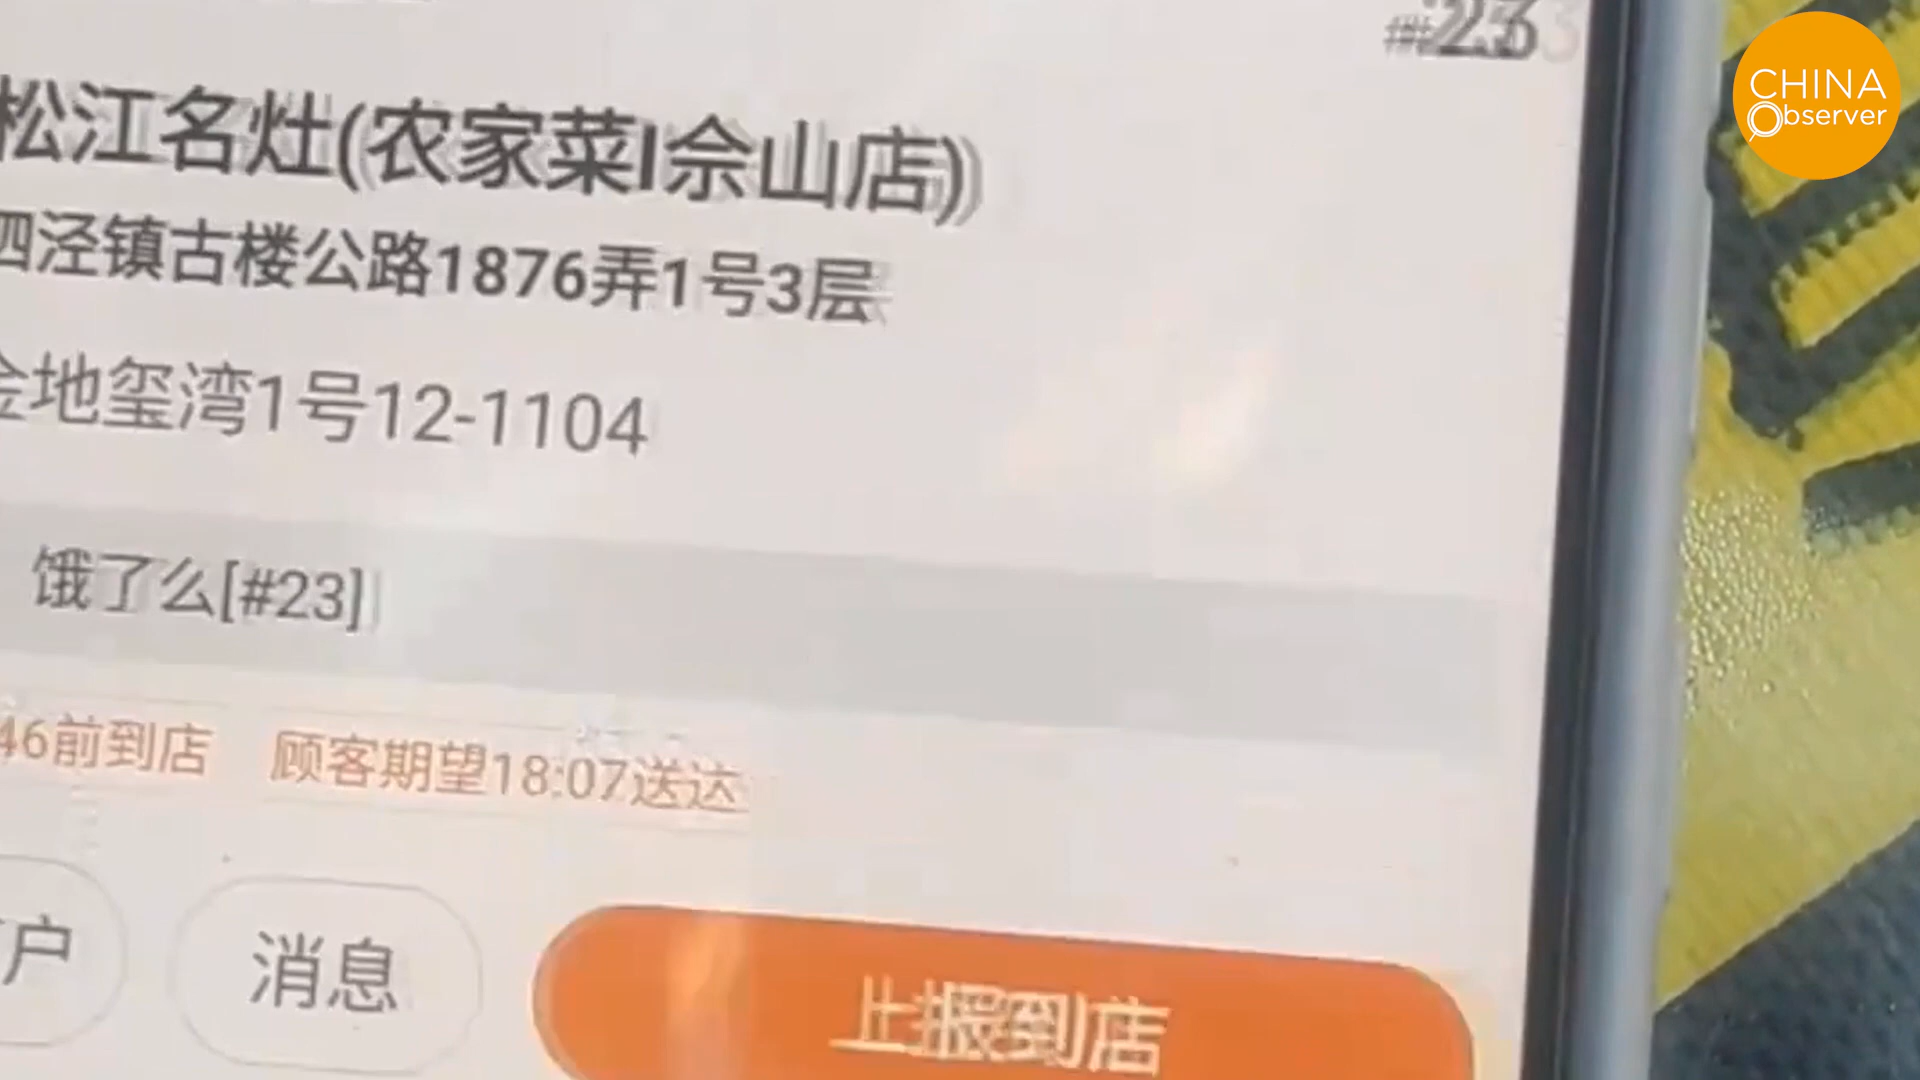 #23
CHINA
Observer
松江名灶(农家菜|佘山店)
泗泾镇古楼公路1876弄1号3层
金地玺湾1号12-1104
饿了么[#23]
46前到店
顾客期望18:07送达
户
消息
上报到店